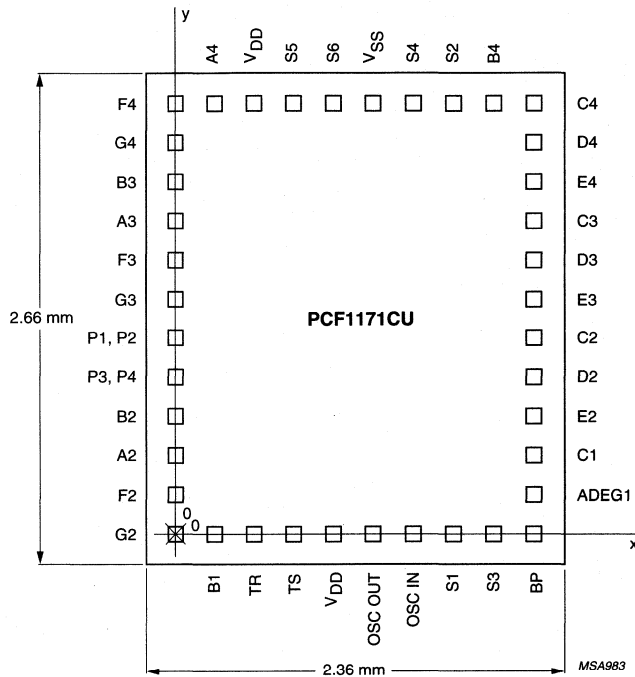 y
A4
VDD
S5
S6
VSS
S4
S2
B4
F4
C4
G4
D4
B3
E4
A3
C3
F3
D3
G3
E3
2.66 mm
PCF1171CU
P1, P2
C2
P3, P4
D2
B2
E2
A2
C1
F2
ADEG1
0
0
G2
x
B1
TR
TS
VDD
OSC OUT
OSC IN
S1
S3
BP
2.36 mm
MSA983